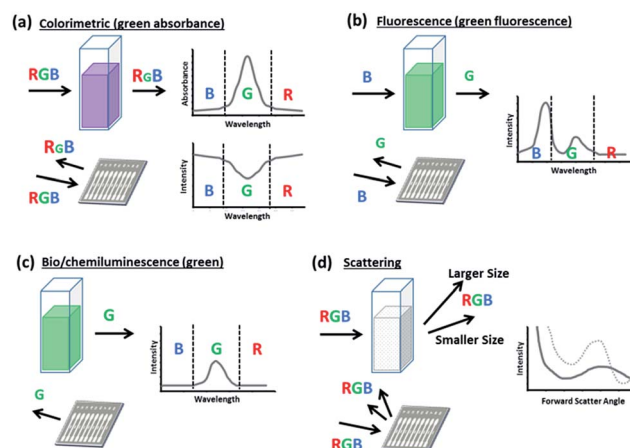 (a) Colorimetric (green absorbance)
RGB
RGB
Absorbance
B G R
Wavelength
RGB
RGB
Intensity
B G R
Wavelength
(b) Fluorescence (green fluorescence)
B
G
G
B
Intensity
B G R
Wavelength
(c) Bio/chemiluminescence (green)
G
G
Intensity
B G R
Wavelength
(d) Scattering
RGB
Larger Size
RGB
Smaller Size
RGB
RGB
Intensity
Forward Scatter Angle